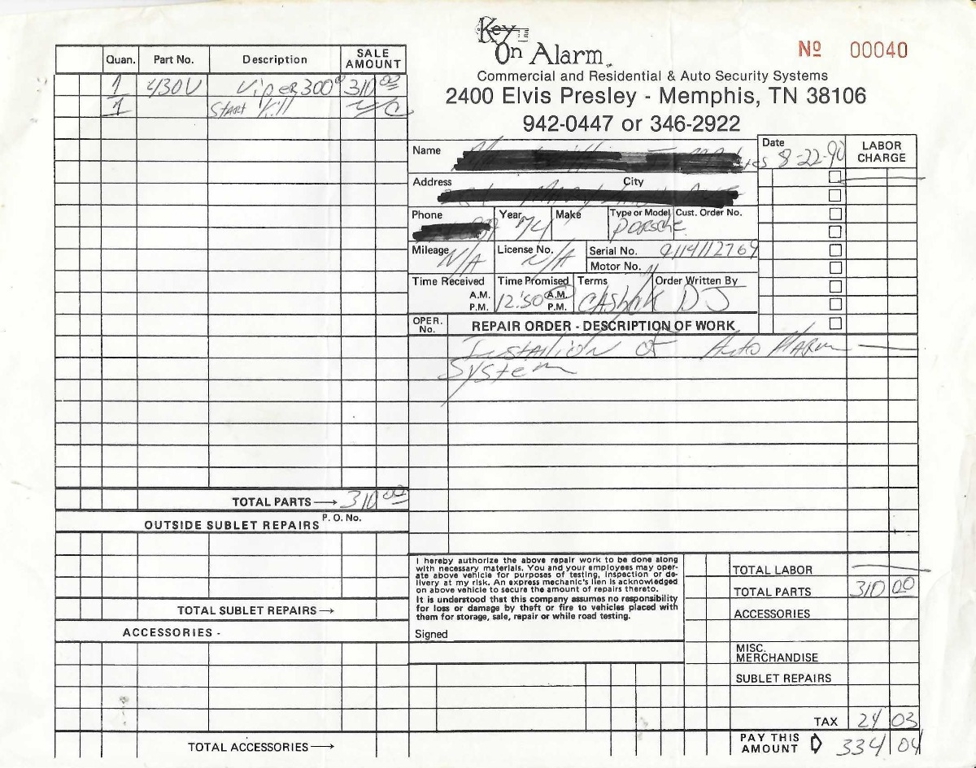 Key
On Alarm
Commercial and Residential & Auto Security Systems
2400 Elvis Presley - Memphis, TN 38106
942-0447 or 346-2922
Nº 00040
Quan. Part No. Description SALE AMOUNT
1 430V Viper 300 310 00
1 Start Kill N/C
TOTAL PARTS → 310 00
OUTSIDE SUBLET REPAIRS P. O. No.
TOTAL SUBLET REPAIRS →
ACCESSORIES -
TOTAL ACCESSORIES →
Name
Date 8-22-90
LABOR CHARGE
Address City
Phone Year 74 Make Type or Model PORSCHE Cust. Order No.
Mileage N/A License No. N/A Serial No. 9114112769
Motor No.
Time Received A.M. P.M. Time Promised 12:50 A.M. P.M. Terms Order Written By DJ
OPER. No. REPAIR ORDER - DESCRIPTION OF WORK
Installion OF Auto Alarm
System
I hereby authorize the above repair work to be done along
with necessary materials. You and your employees may oper-
ate above vehicle for purposes of testing, inspection or de-
livery at my risk. An express mechanic's lien is acknowledged
on above vehicle to secure the amount of repairs thereto.
It is understood that this company assumes no responsibility
for loss or damage by theft or fire to vehicles placed with
them for storage, sale, repair or while road testing.
Signed
TOTAL LABOR
TOTAL PARTS 310 00
ACCESSORIES
MISC. MERCHANDISE
SUBLET REPAIRS
TAX 24 03
PAY THIS AMOUNT 334 04